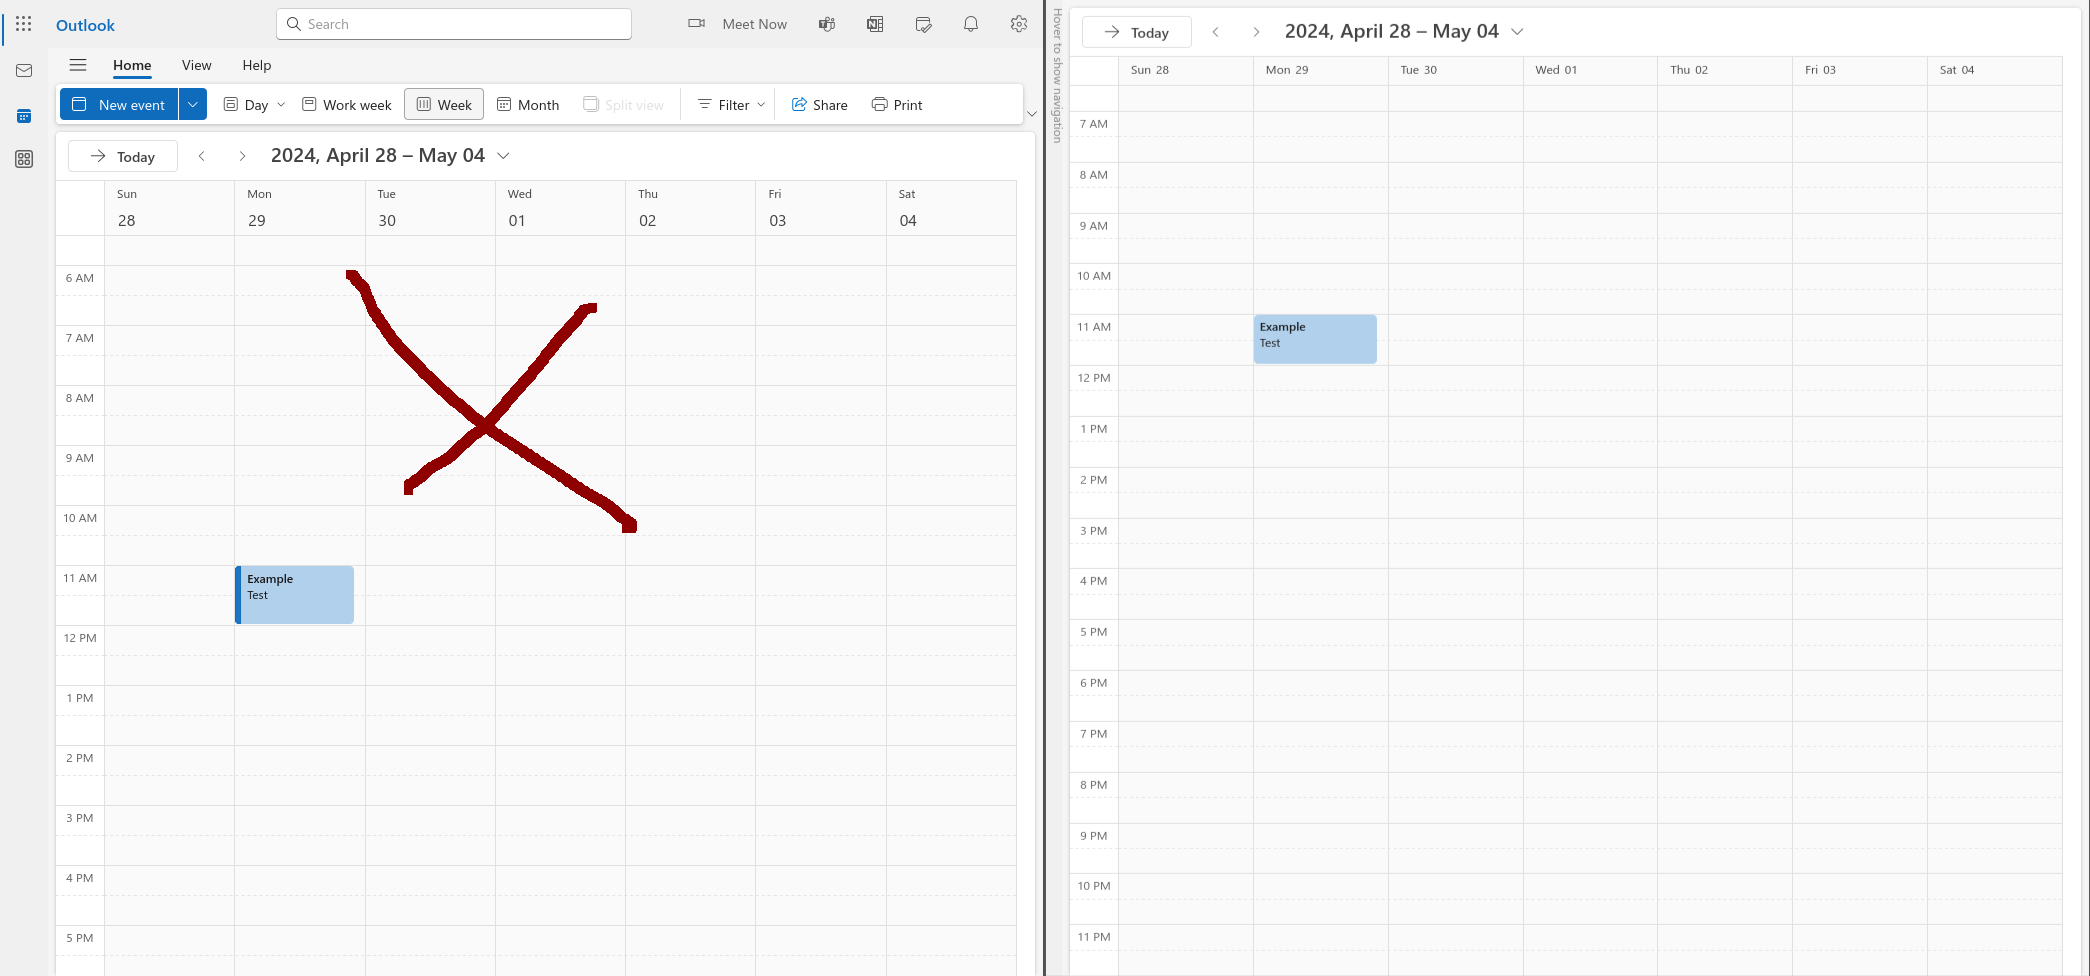 Outlook
Search
Meet Now
Home View Help
New event Day Work week Week Month Split view Filter Share Print
Today 2024, April 28 – May 04
Sun Mon Tue Wed Thu Fri Sat
28 29 30 01 02 03 04
6 AM
7 AM
8 AM
9 AM
10 AM
11 AM
Example
Test
12 PM
1 PM
2 PM
3 PM
4 PM
5 PM
Hover to show navigation
Today 2024, April 28 – May 04
Sun 28 Mon 29 Tue 30 Wed 01 Thu 02 Fri 03 Sat 04
7 AM
8 AM
9 AM
10 AM
11 AM
Example
Test
12 PM
1 PM
2 PM
3 PM
4 PM
5 PM
6 PM
7 PM
8 PM
9 PM
10 PM
11 PM